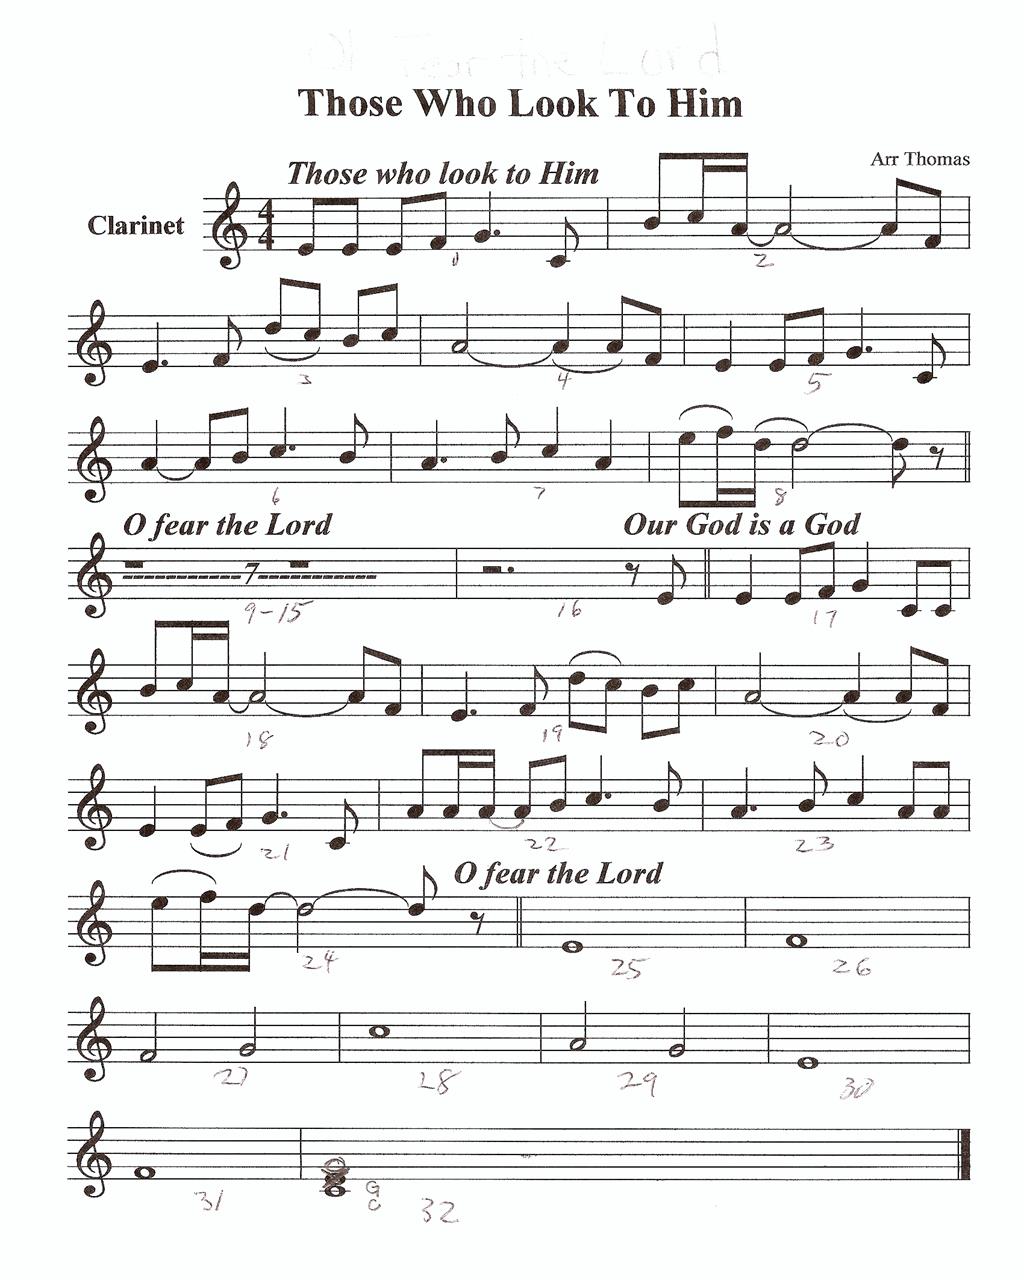 Oh Fear the Lord
Those Who Look To Him
Arr Thomas
Those who look to Him
Clarinet
4
4
1 2
3 4 5
6 7 8
O fear the Lord Our God is a God
7
9-15 16 17
18 19 20
21 22 23
O fear the Lord
24 25 26
27 28 29 30
31 32
G
C